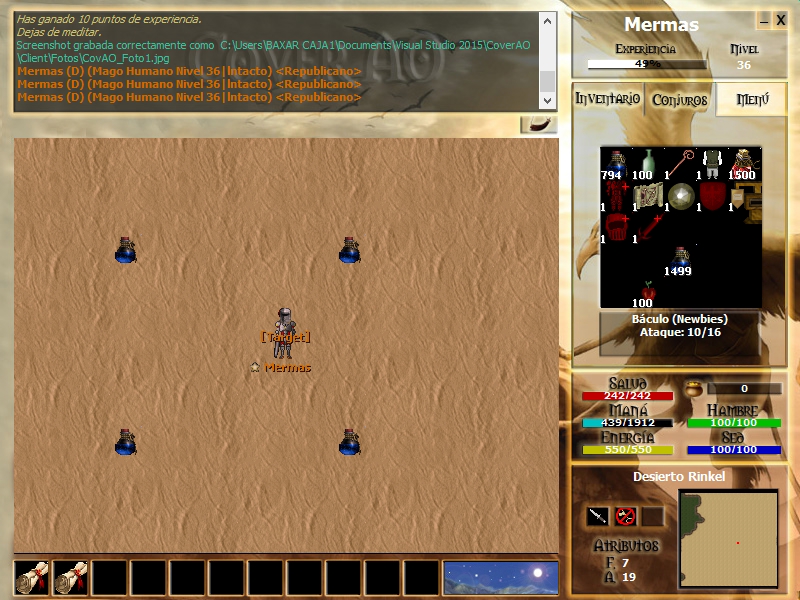 Has ganado 10 puntos de experiencia.
Dejas de meditar.
Screenshot grabada correctamente como C:\Users\BAXAR CAJA1\Documents\Visual Studio 2015\CoverAO
\Client\Fotos\CovAO_Foto1.jpg
Mermas (D) (Mago Humano Nivel 36|Intacto) <Republicano>
Mermas (D) (Mago Humano Nivel 36|Intacto) <Republicano>
Mermas (D) (Mago Humano Nivel 36|Intacto) <Republicano>
CoverAO
[Target]
Mermas
Mermas
– X
Experiencia
49%
Nivel
36
Inventario
Conjuros
Menú
794 100 1 1 1500
1 1 1 1 1
1 1
1499
100
Báculo (Newbies)
Ataque: 10/16
Salud
242/242
0
Maná
439/1912
Hambre
100/100
Energía
550/550
Sed
100/100
Desierto Rinkel
Atributos
F. 7
A. 19